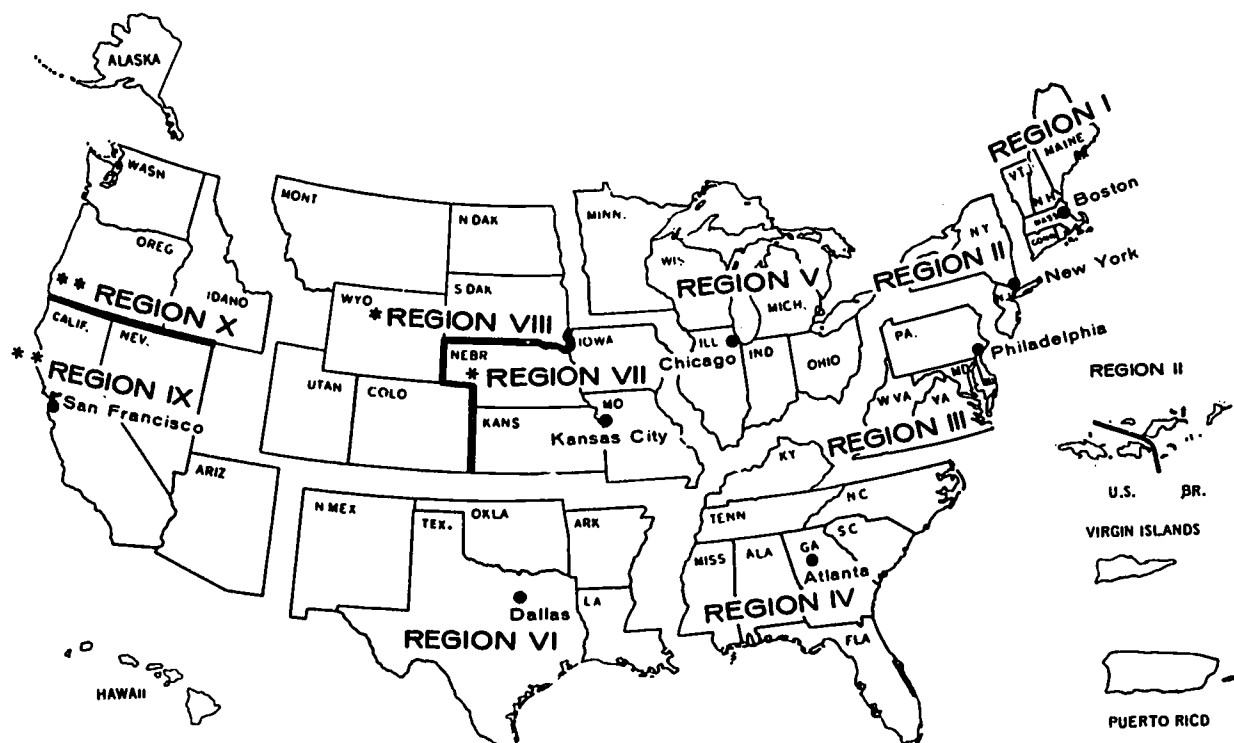 ALASKA
REGION I
MAINE
VT.
N H
MASS
CONN
Boston
WASH
MONT
N DAK
MINN.
OREG
NY
WIS
REGION V
REGION II
New York
N.J.
IDAHO
S DAK
MICH.
** REGION X
WYO
*REGION VIII
CALIF.
NEV.
IOWA
ILL
PA.
Philadelphia
NEBR
Chicago
IND
OHIO
MD
REGION II
** REGION IX
* REGION VII
UTAH
COLO
W VA
VA
San Francisco
MO
KANS
Kansas City
REGION III
KY
ARIZ
U.S. BR.
VIRGIN ISLANDS
N MEX
TEX.
OKLA
ARK
TENN
N C
S C
MISS
ALA
GA
Atlanta
Dallas
LA
REGION IV
REGION VI
FLA
HAWAII
PUERTO RICO